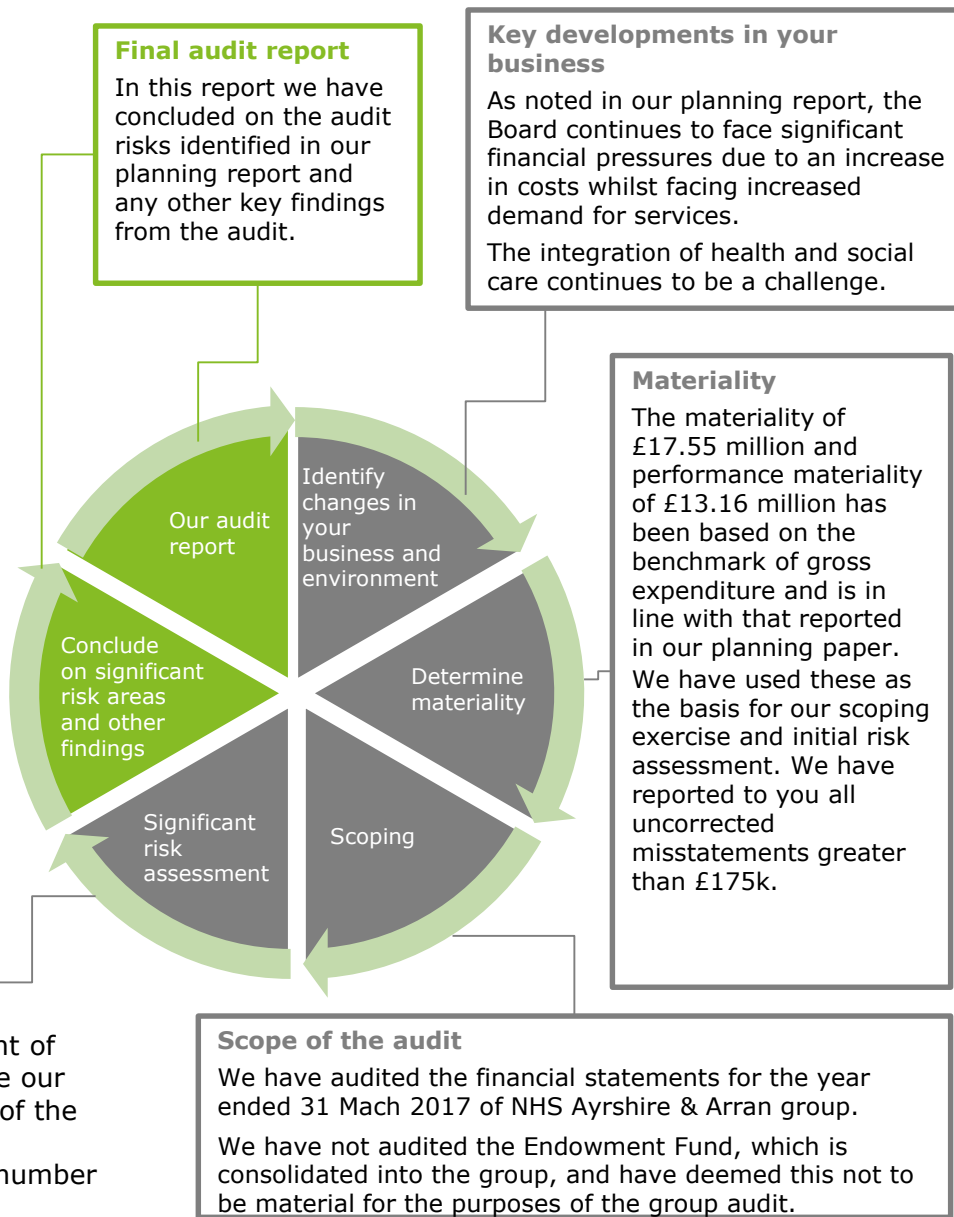 Final audit report
In this report we have
concluded on the audit
risks identified in our
planning report and
any other key findings
from the audit.
Key developments in your
business
As noted in our planning report, the
Board continues to face significant
financial pressures due to an increase
in costs whilst facing increased
demand for services.
The integration of health and social
care continues to be a challenge.
Materiality
The materiality of
£17.55 million and
performance materiality
of £13.16 million has
been based on the
benchmark of gross
expenditure and is in
line with that reported
in our planning paper.
We have used these as
the basis for our scoping
exercise and initial risk
assessment. We have
reported to you all
uncorrected
misstatements greater
than £175k.
Our audit
report
Identify
changes in
your
business and
environment
Conclude
on significant
risk areas
and other
findings
Determine
materiality
Significant
risk
assessment
Scoping
nt of
e our
of the
number
Scope of the audit
We have audited the financial statements for the year
ended 31 Mach 2017 of NHS Ayrshire & Arran group.
We have not audited the Endowment Fund, which is
consolidated into the group, and have deemed this not to
be material for the purposes of the group audit.